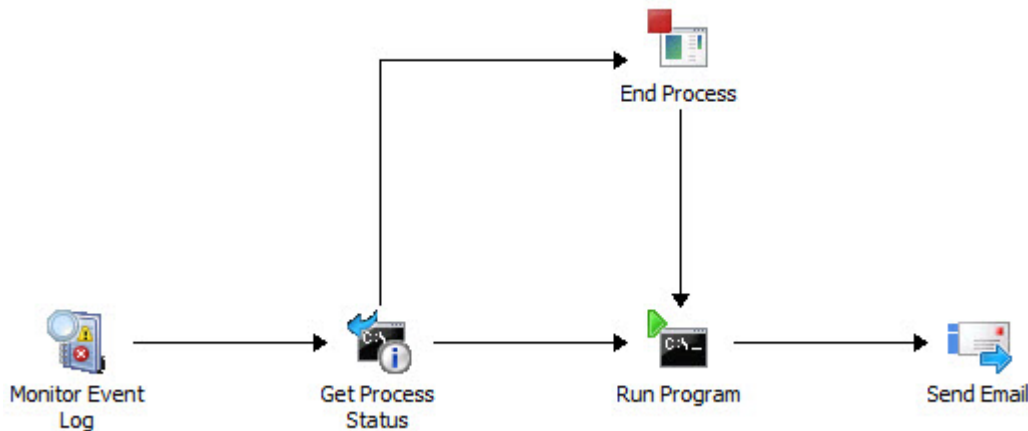 End Process
Monitor Event
Log
Get Process
Status
Run Program
Send Email